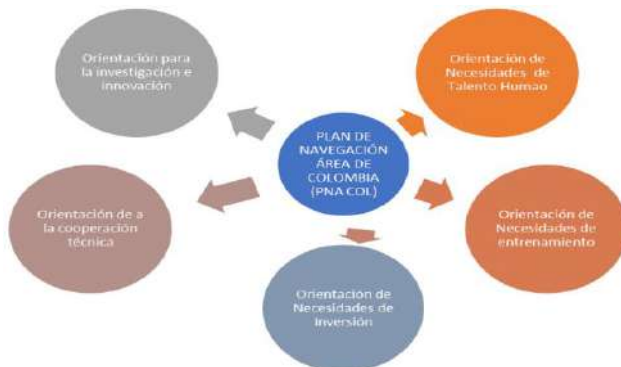 Orientación para
la investigación e
innovación
Orientación de
Necesidades de
Talento Humao
PLAN DE
NAVEGACIÓN
ÁREA DE
COLOMBIA
(PNA COL)
Orientación de a
la cooperación
técnica
Orientación de
Necesidades de
entrenamiento
Orientación de
Necesidades de
Inversión